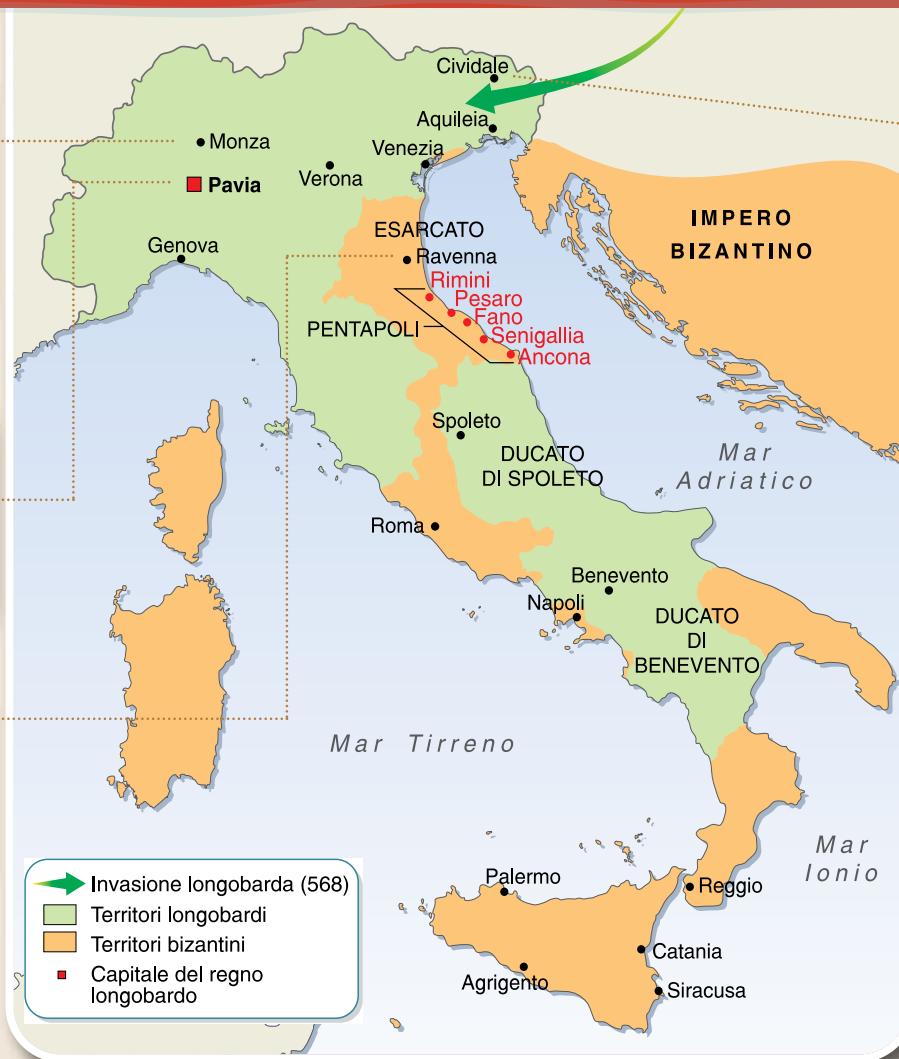 Cividale
Aquileia
Monza
Venezia
Verona
Pavia
IMPERO
BIZANTINO
ESARCATO
Genova
Ravenna
Rimini
Pesaro
Fano
PENTAPOLI
Senigallia
Ancona
Spoleto
DUCATO
DI SPOLETO
Mar
Adriatico
Roma
Benevento
Napoli
DUCATO
DI
BENEVENTO
Mar Tirreno
Mar
Ionio
Palermo
Reggio
Catania
Agrigento
Siracusa
Invasione longobarda (568)
Territori longobardi
Territori bizantini
Capitale del regno
longobardo